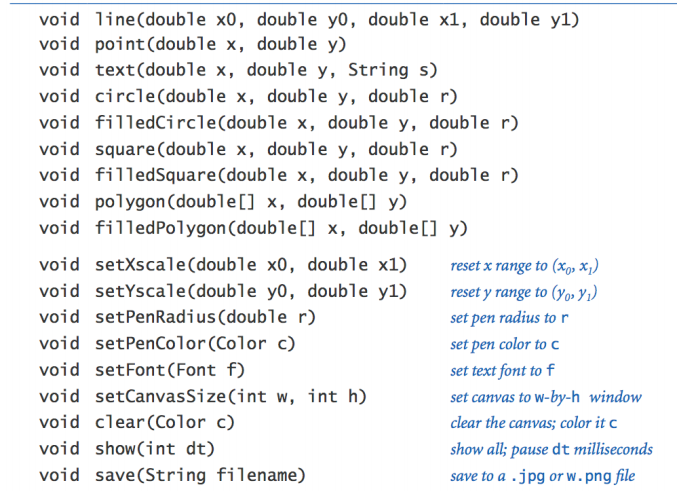 void line(double x0, double y0, double x1, double y1)
void point(double x, double y)
void text(double x, double y, String s)
void circle(double x, double y, double r)
void filledCircle(double x, double y, double r)
void square(double x, double y, double r)
void filledSquare(double x, double y, double r)
void polygon(double[] x, double[] y)
void filledPolygon(double[] x, double[] y)
void setXscale(double x0, double x1) reset x range to (x₀, x₁)
void setYscale(double y0, double y1) reset y range to (y₀, y₁)
void setPenRadius(double r) set pen radius to r
void setPenColor(Color c) set pen color to c
void setFont(Font f) set text font to f
void setCanvasSize(int w, int h) set canvas to w-by-h window
void clear(Color c) clear the canvas; color it c
void show(int dt) show all; pause dt milliseconds
void save(String filename) save to a .jpg or w.png file